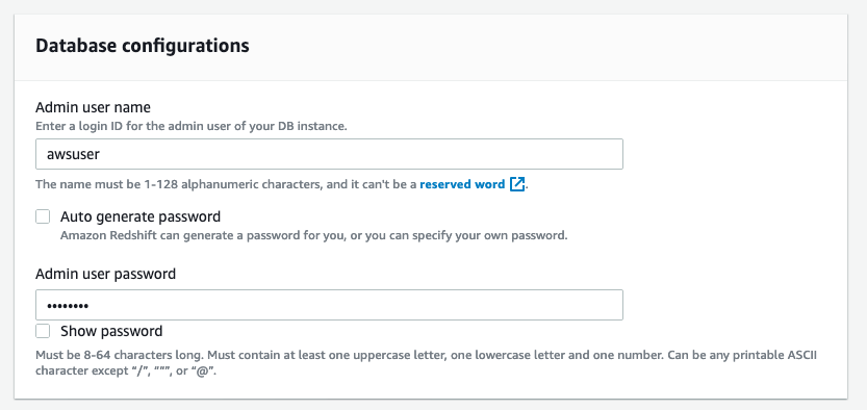 Database configurations
Admin user name
Enter a login ID for the admin user of your DB instance.
awsuser
The name must be 1-128 alphanumeric characters, and it can't be a reserved word.
Auto generate password
Amazon Redshift can generate a password for you, or you can specify your own password.
Admin user password
••••••••
Show password
Must be 8-64 characters long. Must contain at least one uppercase letter, one lowercase letter and one number. Can be any printable ASCII
character except “/”, “"”, or “@”.